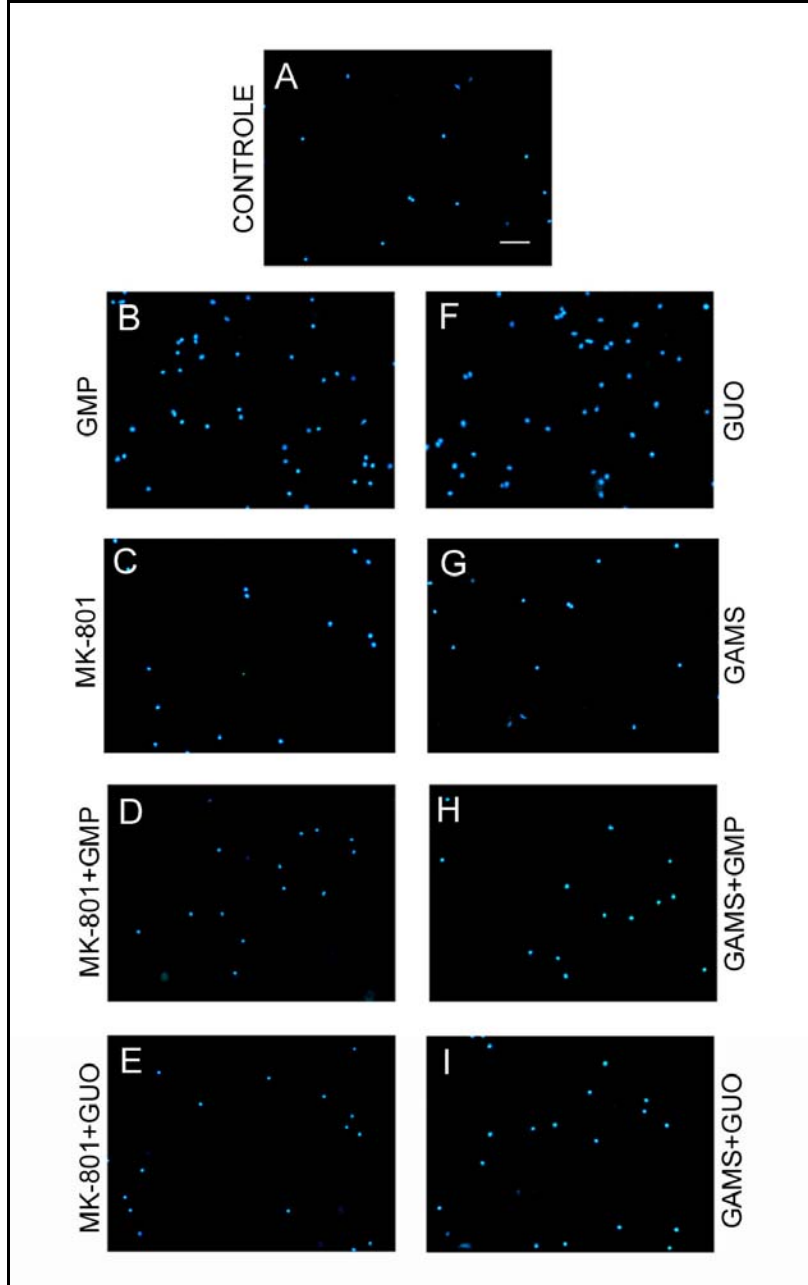 A
CONTROLE
B
GMP
F
GUO
C
MK-801
G
GAMS
D
MK-801+GMP
H
GAMS+GMP
E
MK-801+GUO
I
GAMS+GUO